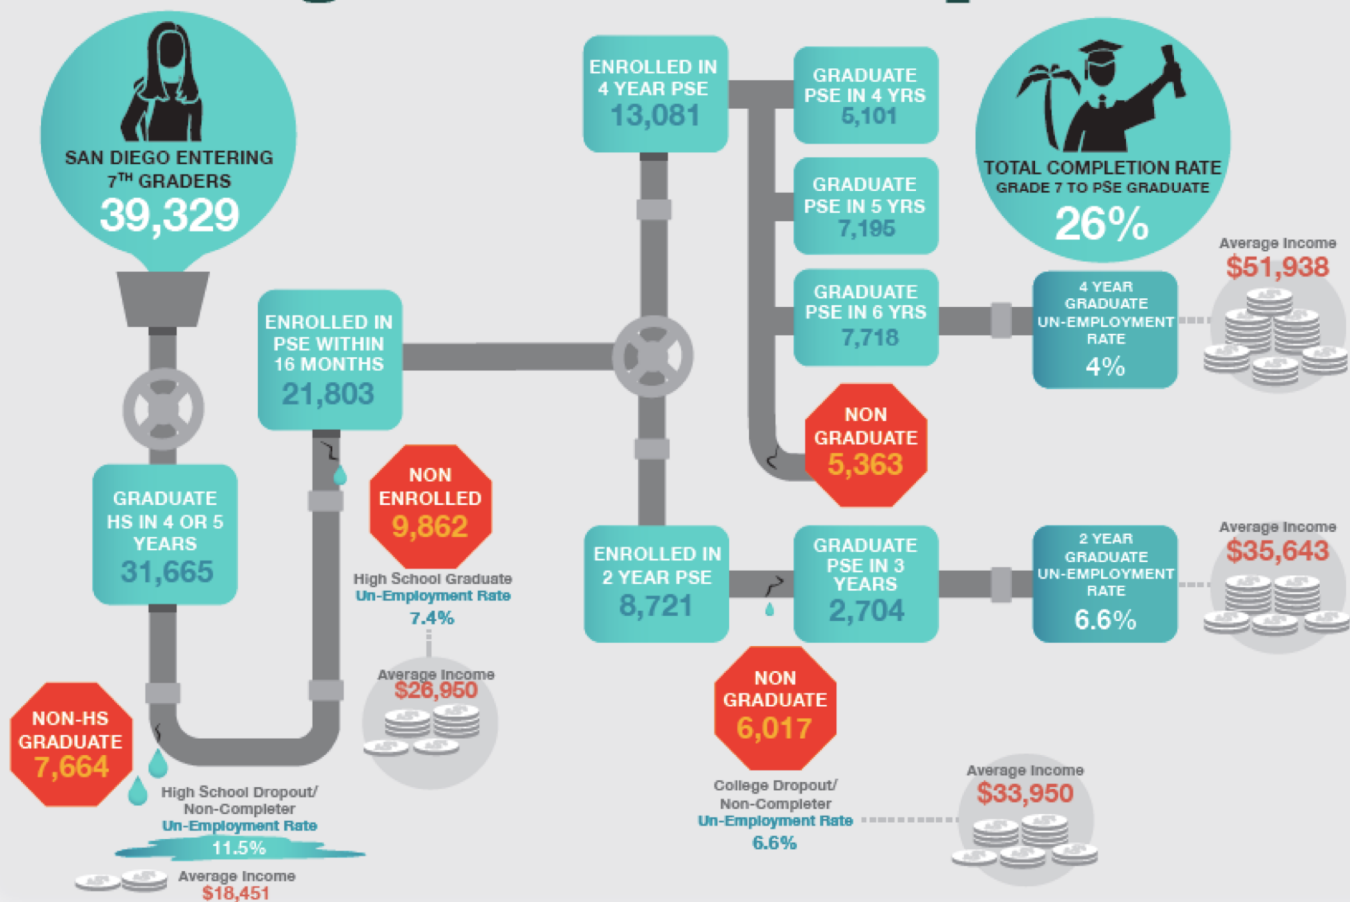 SAN DIEGO ENTERING
7TH GRADERS
39,329
GRADUATE
HS IN 4 OR 5
YEARS
31,665
NON-HS
GRADUATE
7,664
High School Dropout/
Non-Completer
Un-Employment Rate
11.5%
Average Income
$18,451
ENROLLED IN
PSE WITHIN
16 MONTHS
21,803
NON
ENROLLED
9,862
High School Graduate
Un-Employment Rate
7.4%
Average Income
$26,950
ENROLLED IN
4 YEAR PSE
13,081
GRADUATE
PSE IN 4 YRS
5,101
GRADUATE
PSE IN 5 YRS
7,195
GRADUATE
PSE IN 6 YRS
7,718
NON
GRADUATE
5,363
TOTAL COMPLETION RATE
GRADE 7 TO PSE GRADUATE
26%
4 YEAR
GRADUATE
UN-EMPLOYMENT
RATE
4%
Average Income
$51,938
ENROLLED IN
2 YEAR PSE
8,721
GRADUATE
PSE IN 3
YEARS
2,704
2 YEAR
GRADUATE
UN-EMPLOYMENT
RATE
6.6%
Average Income
$35,643
NON
GRADUATE
6,017
College Dropout/
Non-Completer
Un-Employment Rate
6.6%
Average Income
$33,950